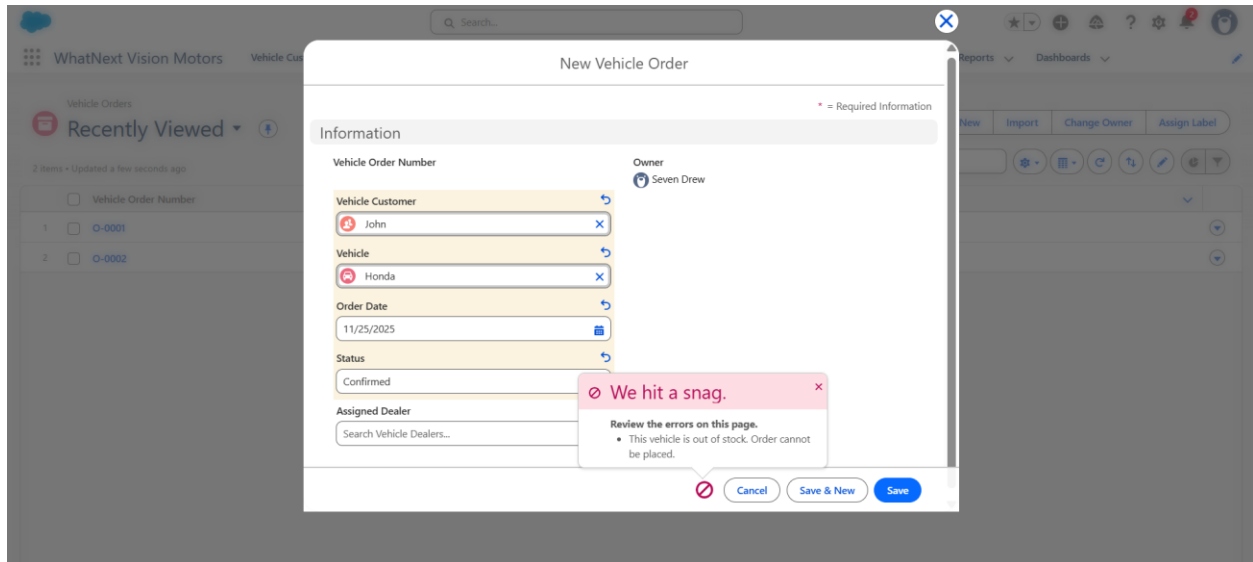 Search...
2
WhatNext Vision Motors
Vehicle Cus
Reports
Dashboards
New Vehicle Order
* = Required Information
Vehicle Orders
Recently Viewed
New
Import
Change Owner
Assign Label
2 items • Updated a few seconds ago
Information
Vehicle Order Number
Owner
Seven Drew
Vehicle Order Number
1
O-0001
2
O-0002
Vehicle Customer
John
Vehicle
Honda
Order Date
11/25/2025
Status
Confirmed
Assigned Dealer
Search Vehicle Dealers...
We hit a snag.
Review the errors on this page.
• This vehicle is out of stock. Order cannot
be placed.
Cancel
Save & New
Save